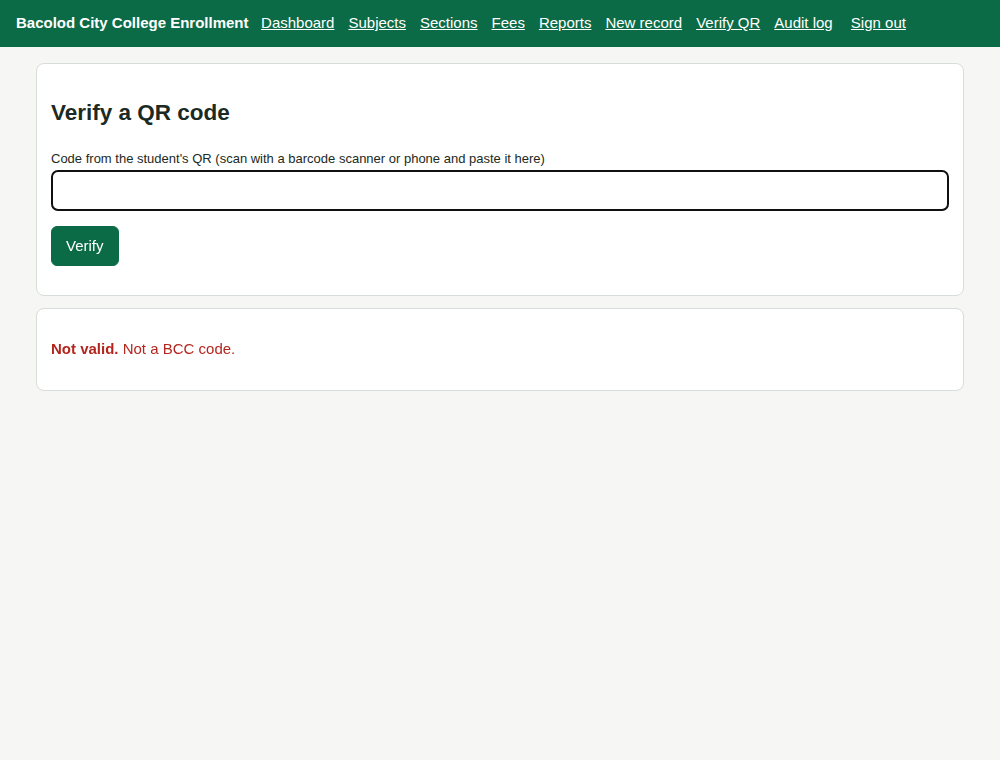 Bacolod City College Enrollment Dashboard Subjects Sections Fees Reports New record Verify QR Audit log Sign out
Verify a QR code
Code from the student's QR (scan with a barcode scanner or phone and paste it here)
Verify
Not valid. Not a BCC code.